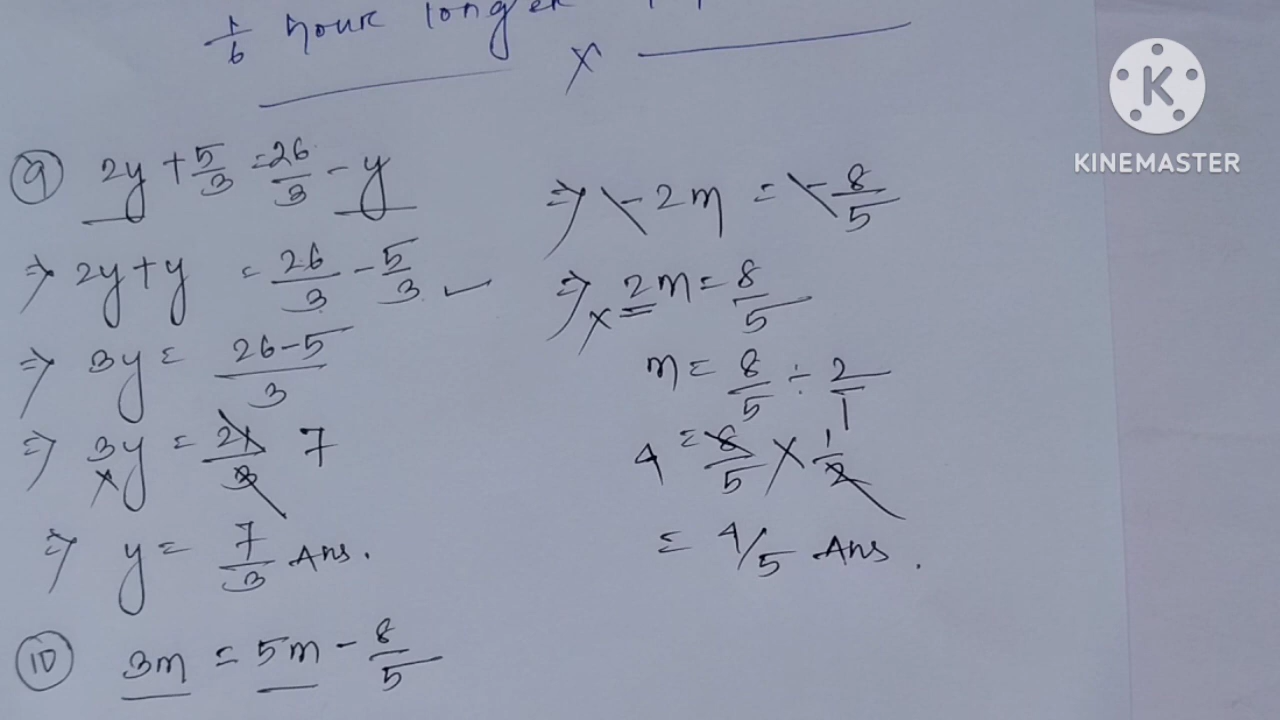 1/6 hour longer
×
K
KINEMASTER
⑨ 2y + 5/3 = 26/3 - y
⇒ 2y + y = 26/3 - 5/3 ✓
⇒ 3y = 26-5/3
⇒ 3y = 21/3 7
⇒ y = 7/3 Ans.
⑩ 3m = 5m - 8/5
⇒ -2m = -8/5
⇒ 2m = 8/5
m = 8/5 ÷ 2/1
4 = 8/5 × 1/2
= 4/5 Ans.